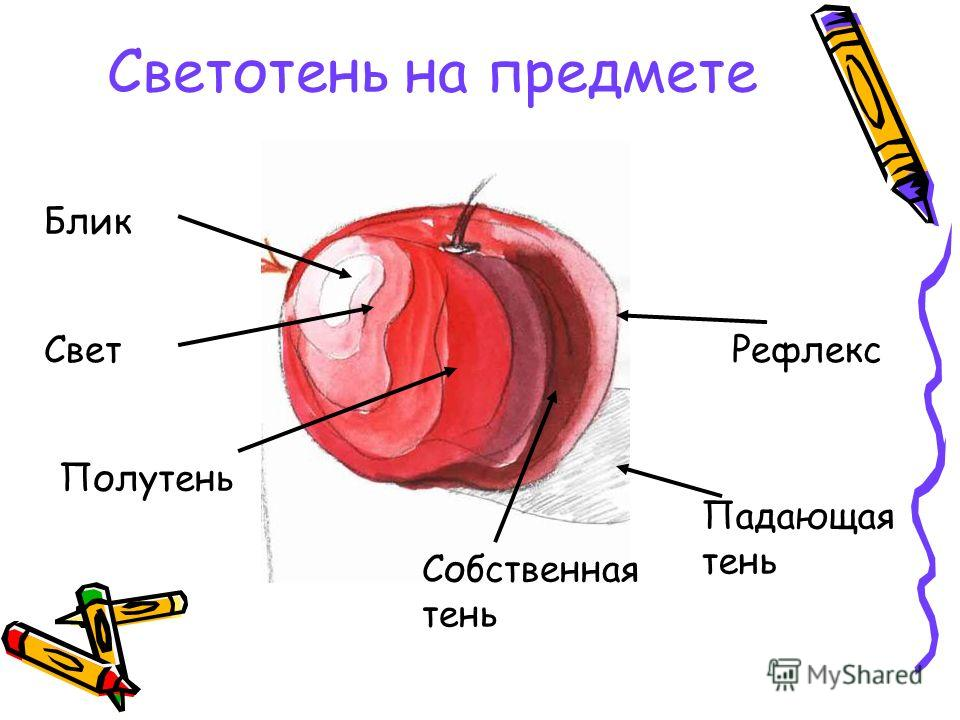 Светотень на предмете
Блик
Свет
Рефлекс
Полутень
Падающая
тень
Собственная
тень
MyShared